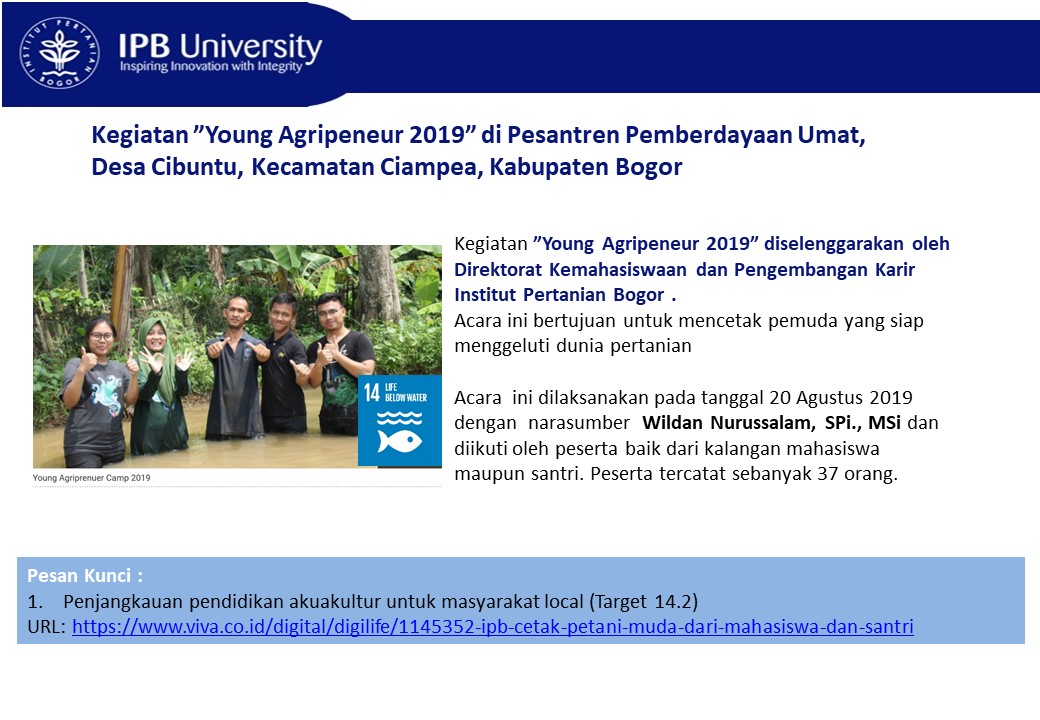 INSTITUT PERTANIAN BOGOR
IPB University
Inspiring Innovation with Integrity
Kegiatan ”Young Agripeneur 2019” di Pesantren Pemberdayaan Umat,
Desa Cibuntu, Kecamatan Ciampea, Kabupaten Bogor
Kegiatan ”Young Agripeneur 2019” diselenggarakan oleh
Direktorat Kemahasiswaan dan Pengembangan Karir
Institut Pertanian Bogor .
Acara ini bertujuan untuk mencetak pemuda yang siap
menggeluti dunia pertanian
Acara ini dilaksanakan pada tanggal 20 Agustus 2019
dengan narasumber Wildan Nurussalam, SPi., MSi dan
diikuti oleh peserta baik dari kalangan mahasiswa
maupun santri. Peserta tercatat sebanyak 37 orang.
14 LIFE
BELOW WATER
Young Agriprenuer Camp 2019
Pesan Kunci :
1. Penjangkauan pendidikan akuakultur untuk masyarakat local (Target 14.2)
URL: https://www.viva.co.id/digital/digilife/1145352-ipb-cetak-petani-muda-dari-mahasiswa-dan-santri